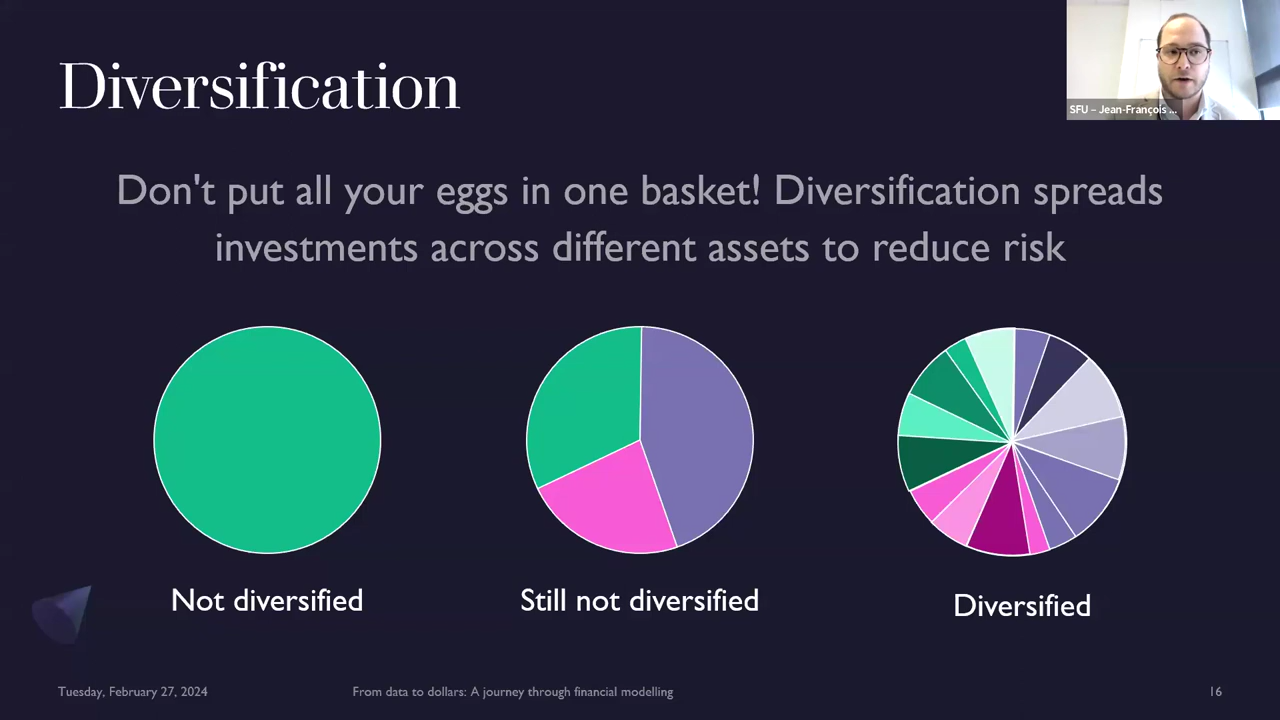 Diversification
SFU – Jean-François ...
Don't put all your eggs in one basket! Diversification spreads
investments across different assets to reduce risk
Not diversified
Still not diversified
Diversified
Tuesday, February 27, 2024
From data to dollars: A journey through financial modelling
16